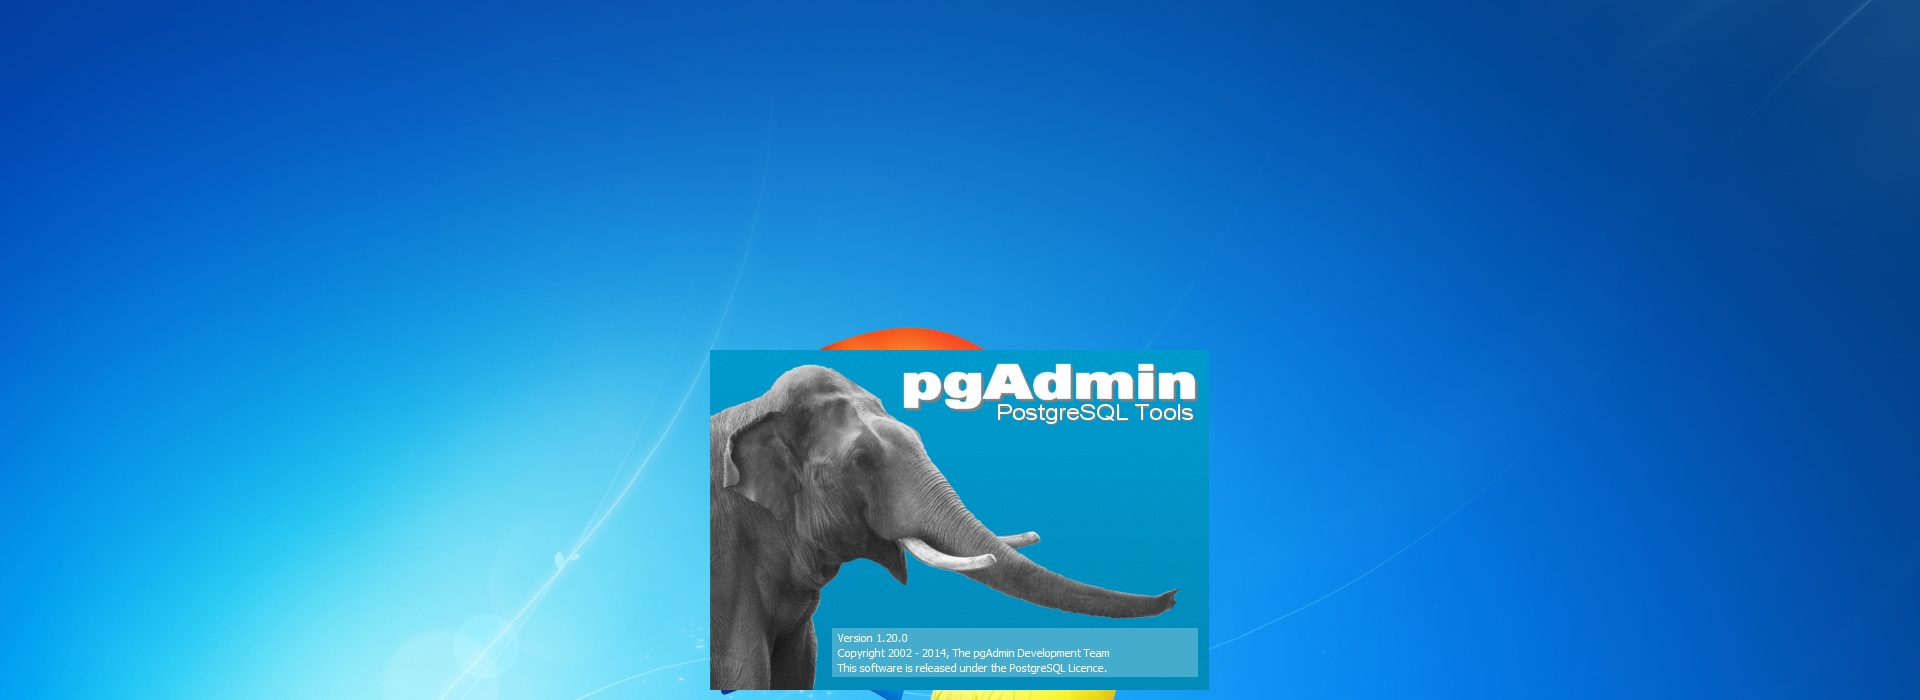 pgAdmin
PostgreSQL Tools
Version 1.20.0
Copyright 2002 - 2014, The pgAdmin Development Team
This software is released under the PostgreSQL Licence.